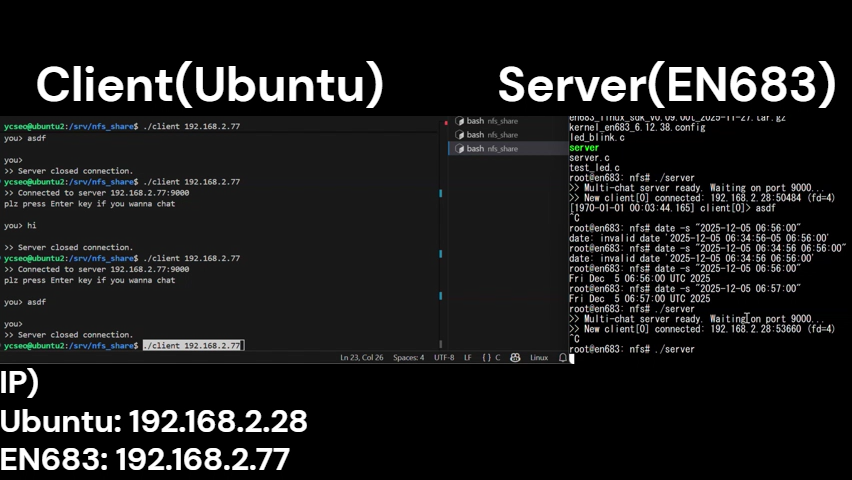 Client(Ubuntu)
Server(EN683)
ycseo@ubuntu2:/srv/nfs_share$ ./client 192.168.2.77
you> asdf
you>
>> Server closed connection.
ycseo@ubuntu2:/srv/nfs_share$ ./client 192.168.2.77
>> Connected to server 192.168.2.77:9000
plz press Enter key if you wanna chat
you> hi
>> Server closed connection.
ycseo@ubuntu2:/srv/nfs_share$ ./client 192.168.2.77
>> Connected to server 192.168.2.77:9000
plz press Enter key if you wanna chat
you> asdf
you>
>> Server closed connection.
ycseo@ubuntu2:/srv/nfs_share$ ./client 192.168.2.77
bash nfs_share
bash nfs_share
bash nfs_share
Ln 23, Col 26 Spaces: 4 UTF-8 LF {} C Linux
en683_linux_sdk_v0.09.00t_2025-11-27.tar.gz
kernel_en683_6.12.38.config
led_blink.c
server
server.c
test_led.c
root@en683: nfs# ./server
>> Multi-chat server ready. Waiting on port 9000...
>> New client[0] connected: 192.168.2.28:50484 (fd=4)
[1970-01-01 00:03:44.165] client[0]> asdf
^C
root@en683: nfs# date -s "2025-12-05 06:56:00"
date: invalid date '2025-12-05 06:34:56-05 06:56:00'
root@en683: nfs# date -s "2025-12-05 06:34:56 06:56:00"
date: invalid date '2025-12-05 06:34:56 06:56:00'
root@en683: nfs# date -s "2025-12-05 06:56:00"
Fri Dec 5 06:56:00 UTC 2025
root@en683: nfs# date -s "2025-12-05 06:57:00"
Fri Dec 5 06:57:00 UTC 2025
root@en683: nfs# ./server
>> Multi-chat server ready. Waiting on port 9000...
>> New client[0] connected: 192.168.2.28:53660 (fd=4)
^C
root@en683: nfs# ./server
IP)
Ubuntu: 192.168.2.28
EN683: 192.168.2.77